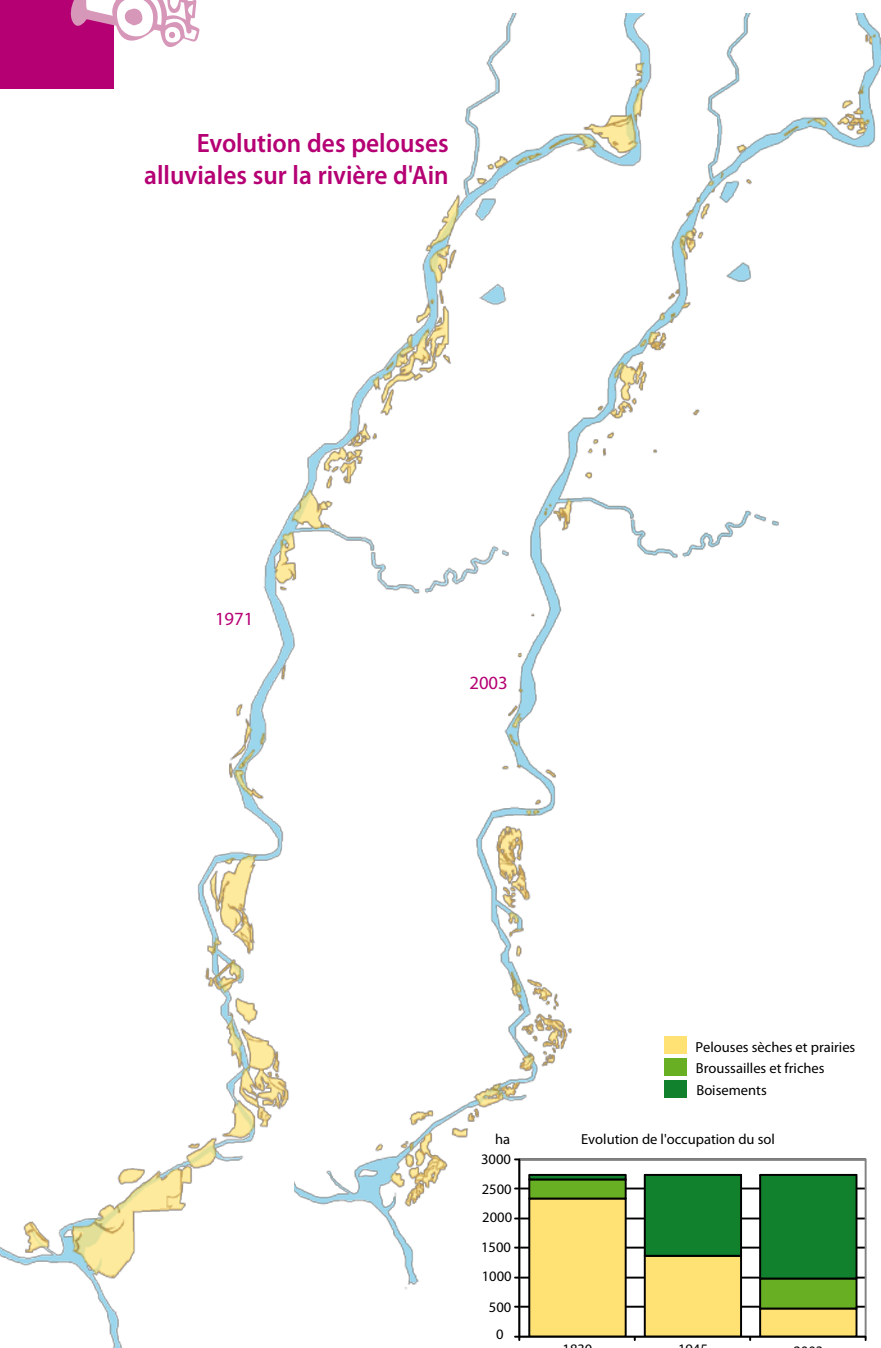 Evolution des pelouses
alluviales sur la rivière d'Ain
1971
2003
Pelouses sèches et prairies
Broussailles et friches
Boisements
ha
Evolution de l'occupation du sol
3000
2500
2000
1500
1000
500
0